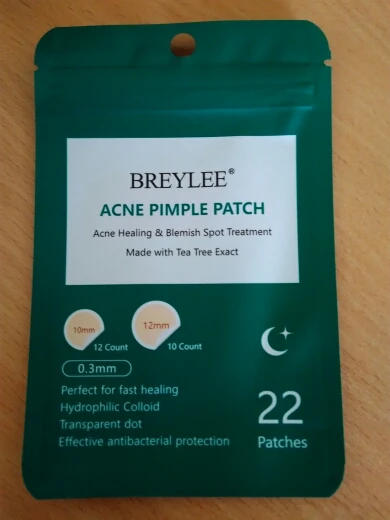 BREYLEE®
ACNE PIMPLE PATCH
Acne Healing & Blemish Spot Treatment
Made with Tea Tree Exact
10mm
12 Count
12mm
10 Count
0.3mm
Perfect for fast healing
Hydrophilic Colloid
Transparent dot
Effective antibacterial protection
22
Patches